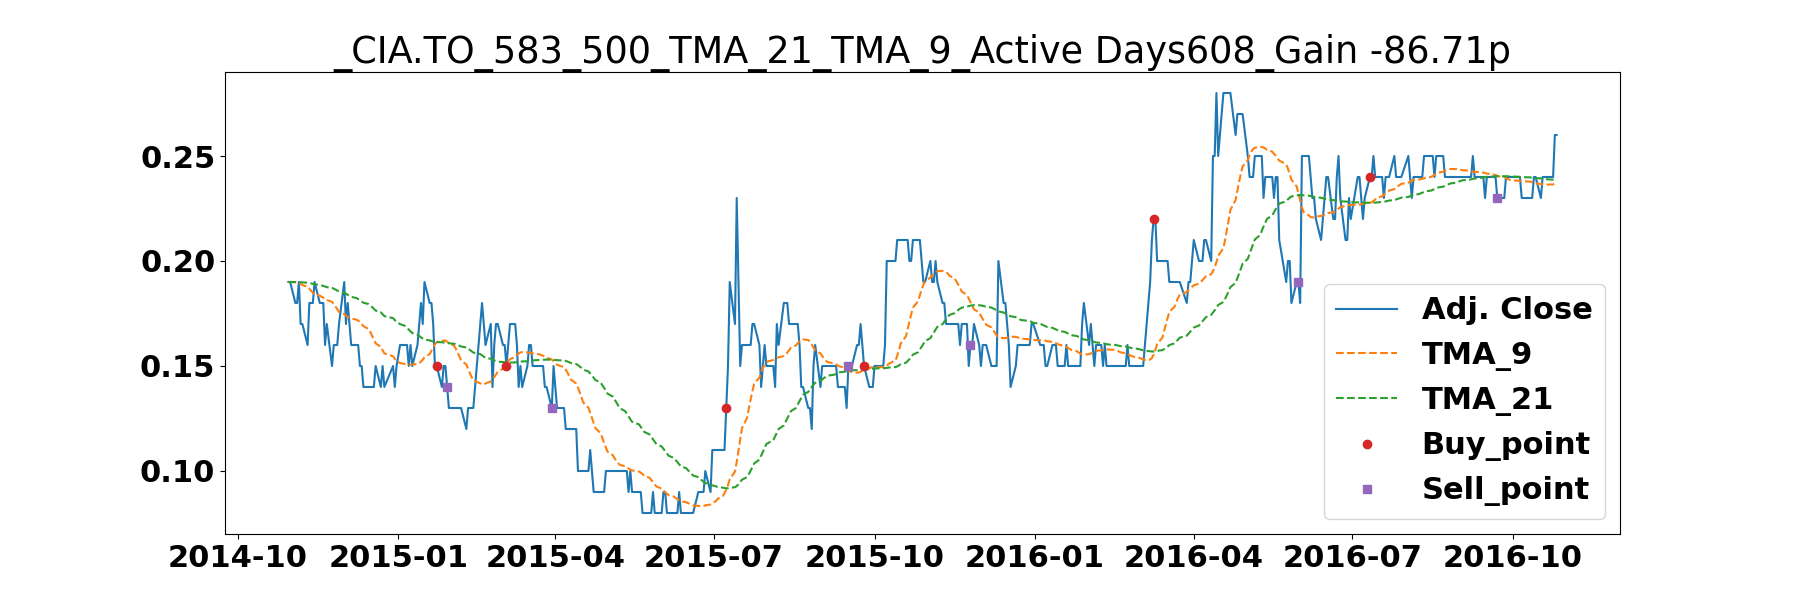 _CIA.TO_583_500_TMA_21_TMA_9_Active Days608_Gain -86.71p
0.25
0.20
0.15
0.10
2014-10 2015-01 2015-04 2015-07 2015-10 2016-01 2016-04 2016-07 2016-10
Adj. Close
TMA_9
TMA_21
Buy_point
Sell_point